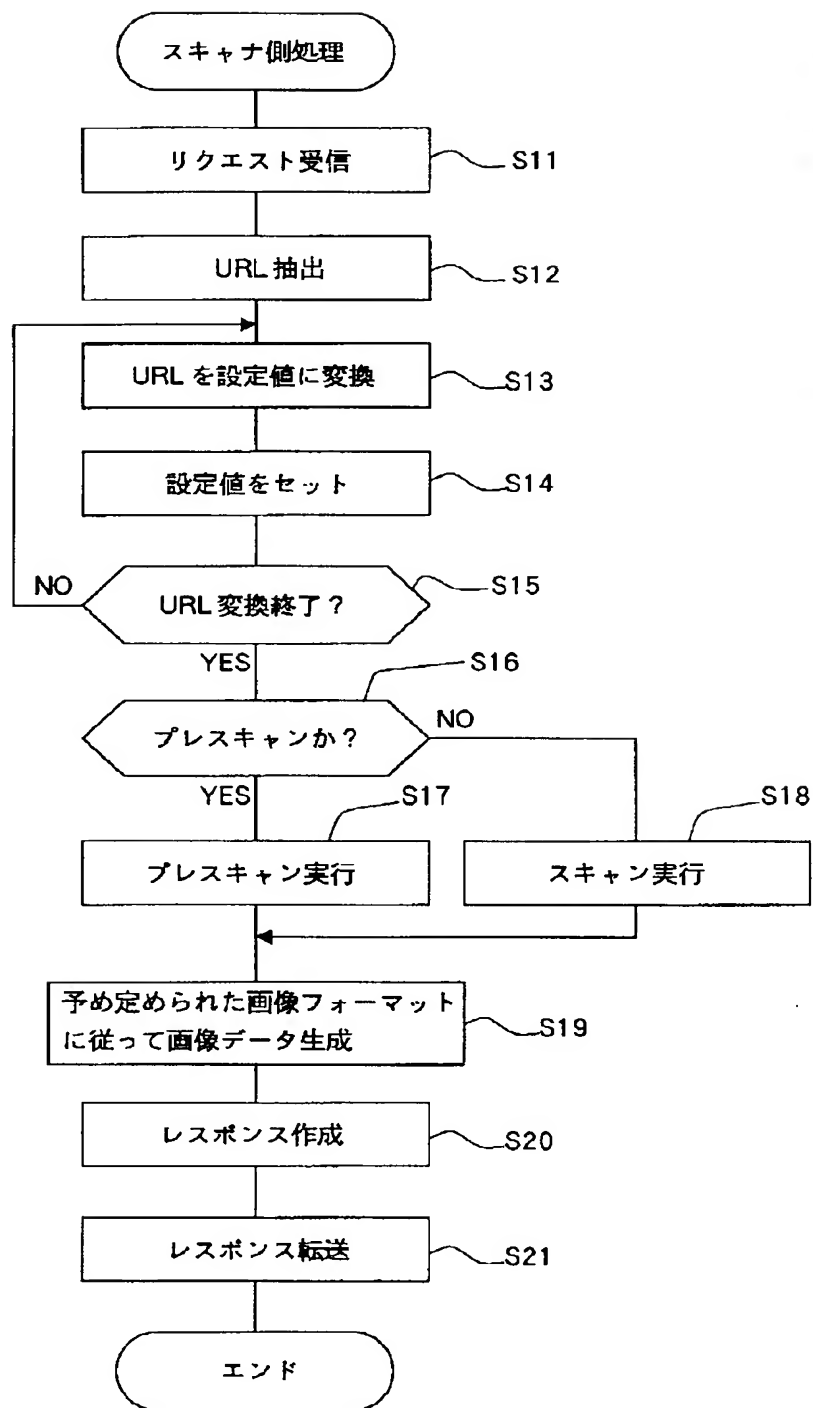 スキャナ側処理
リクエスト受信
S11
URL抽出
S12
URLを設定値に変換
S13
設定値をセット
S14
NO
URL変換終了？
S15
YES
S16
プレスキャンか？
NO
YES
S17
S18
プレスキャン実行
スキャン実行
予め定められた画像フォーマット
に従って画像データ生成
S19
レスポンス作成
S20
レスポンス転送
S21
エンド